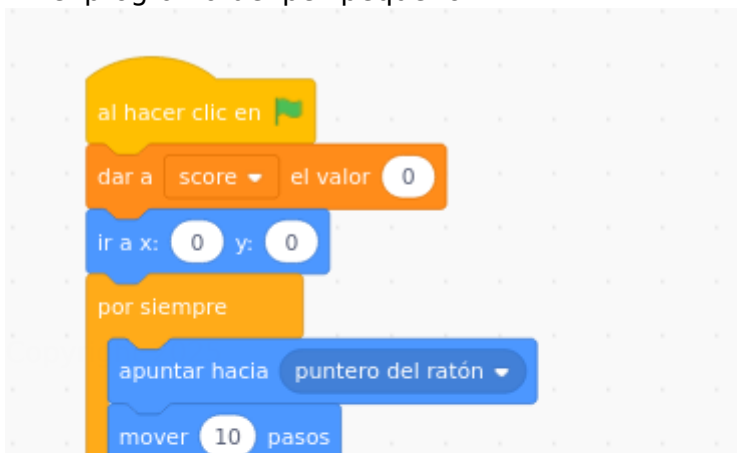 al hacer clic en
dar a score el valor 0
ir a x: 0 y: 0
por siempre
apuntar hacia puntero del ratón
mover 10 pasos